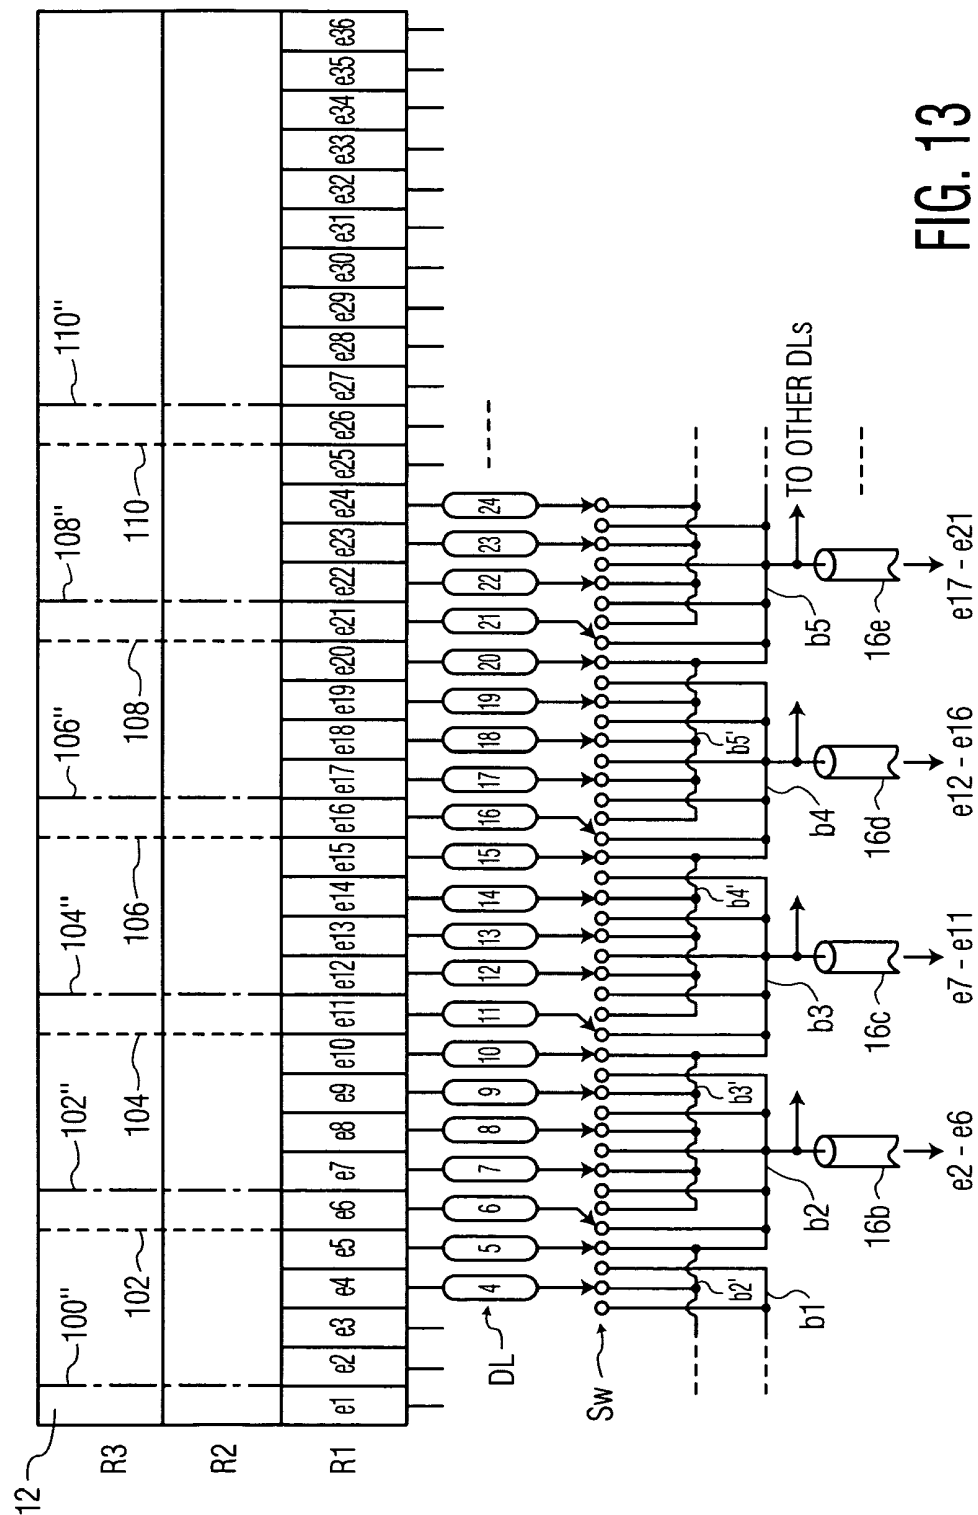 12
R3
R2
R1
100"
102"
104"
106"
108"
110"
102
104
106
108
110
e1 e2 e3 e4 e5 e6 e7 e8 e9 e10 e11 e12 e13 e14 e15 e16 e17 e18 e19 e20 e21 e22 e23 e24 e25 e26 e27 e28 e29 e30 e31 e32 e33 e34 e35 e36
DL
4 5 6 7 8 9 10 11 12 13 14 15 16 17 18 19 20 21 22 23 24
Sw
b2' b3' b4' b5'
b1 b2 b3 b4 b5
TO OTHER DLs
16b 16c 16d 16e
e2 - e6 e7 - e11 e12 - e16 e17 - e21
FIG. 13